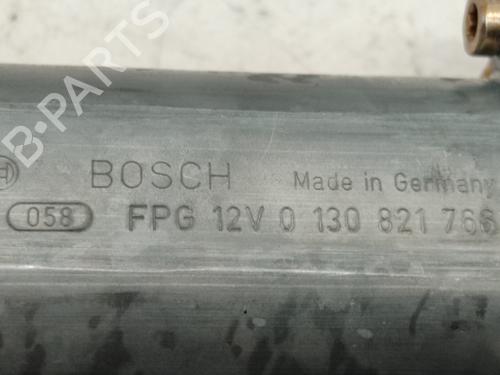 BOSCH Made in Germany
058 FPG 12V 0 130 821 766
B-PARTS